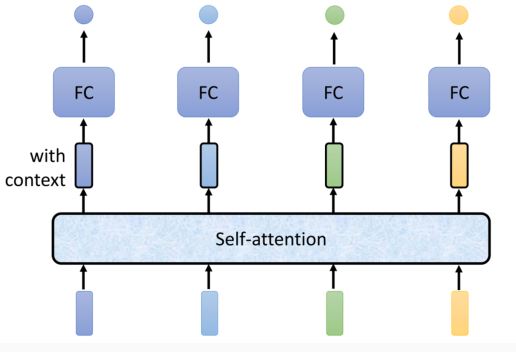 FC FC FC FC
with
context
Self-attention